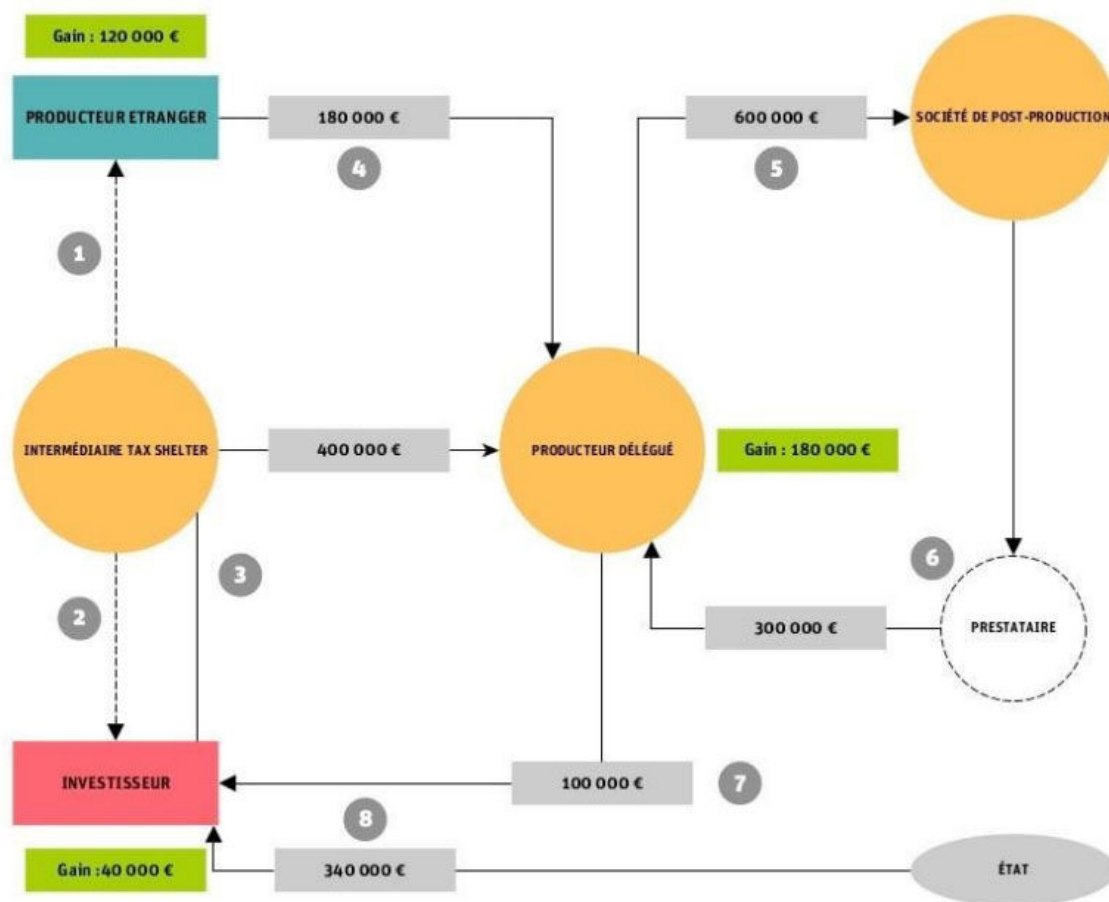 Gain : 120 000 €
PRODUCTEUR ETRANGER
180 000 €
4
600 000 €
5
SOCIÉTÉ DE POST-PRODUCTION
1
INTERMÉDIAIRE TAX SHELTER
400 000 €
PRODUCTEUR DÉLÉGUÉ
Gain : 180 000 €
2
3
6
300 000 €
PRESTATAIRE
INVESTISSEUR
100 000 €
7
8
Gain :40 000 €
340 000 €
ÉTAT